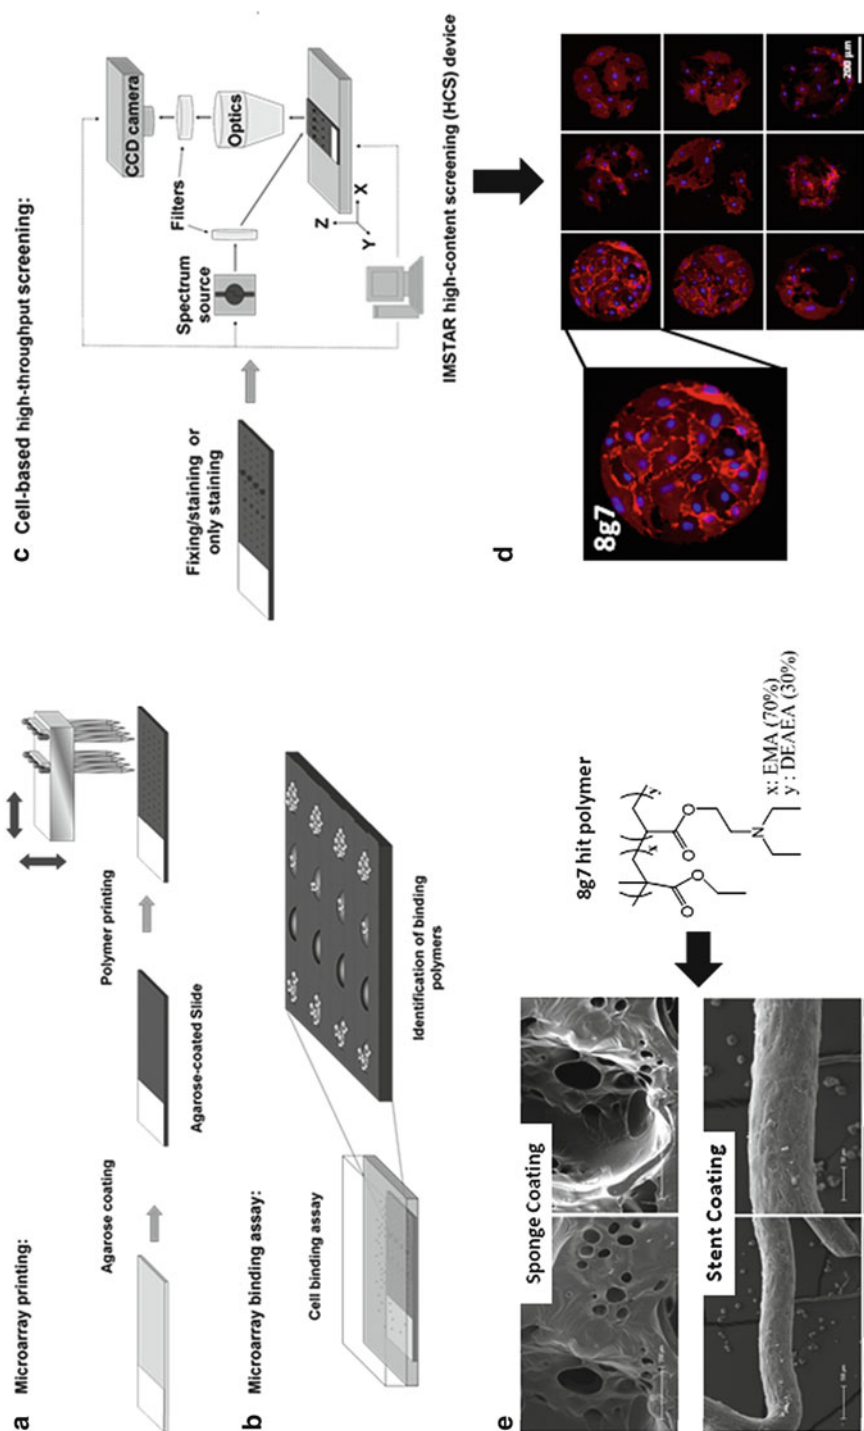 a Microarray printing:
Agarose coating
Agarose-coated Slide
Polymer printing
b Microarray binding assay:
Cell binding assay
Identification of binding
polymers
c Cell-based high-throughput screening:
Fixing/staining or
only staining
Spectrum
source
Filters
CCD camera
Optics
Z
X
Y
IMSTAR high-content screening (HCS) device
d
8g7
200 µm
e
Sponge Coating
Stent Coating
8g7 hit polymer
x
y
O
O
O
O
N
x: EMA (70%)
y : DEAEA (30%)